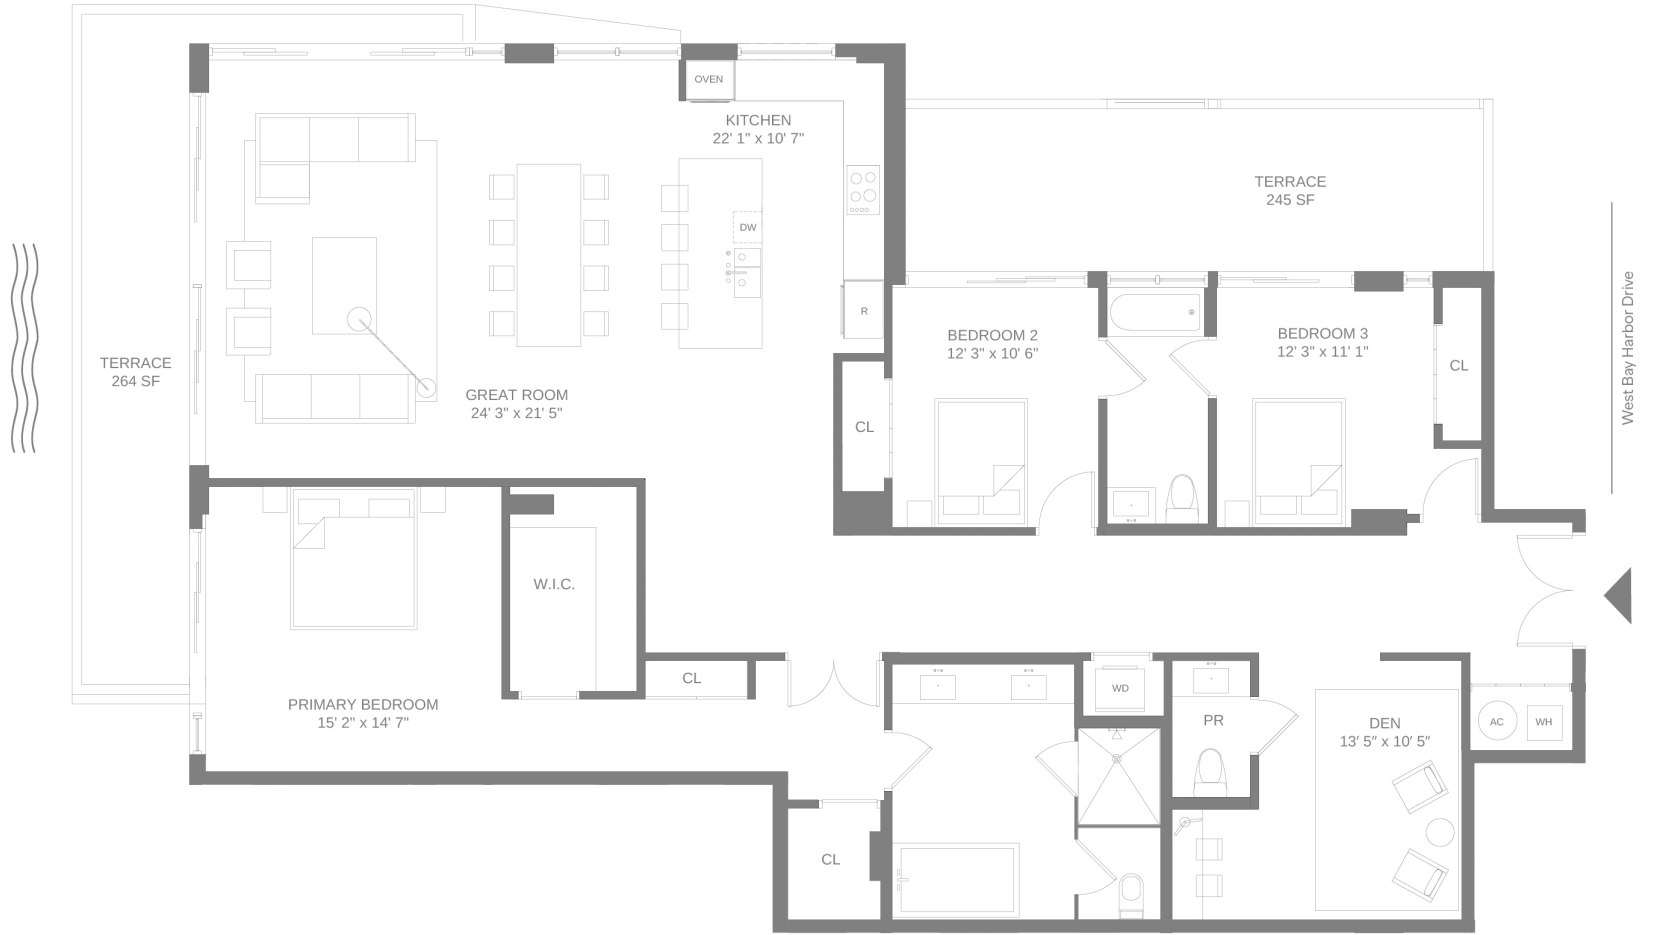 OVEN
KITCHEN
22' 1" x 10' 7"
DW
R
TERRACE
245 SF
West Bay Harbor Drive
TERRACE
264 SF
GREAT ROOM
24' 3" x 21' 5"
BEDROOM 2
12' 3" x 10' 6"
BEDROOM 3
12' 3" x 11' 1"
CL
CL
W.I.C.
CL
PRIMARY BEDROOM
15' 2" x 14' 7"
WD
PR
DEN
13' 5" x 10' 5"
AC
WH
CL